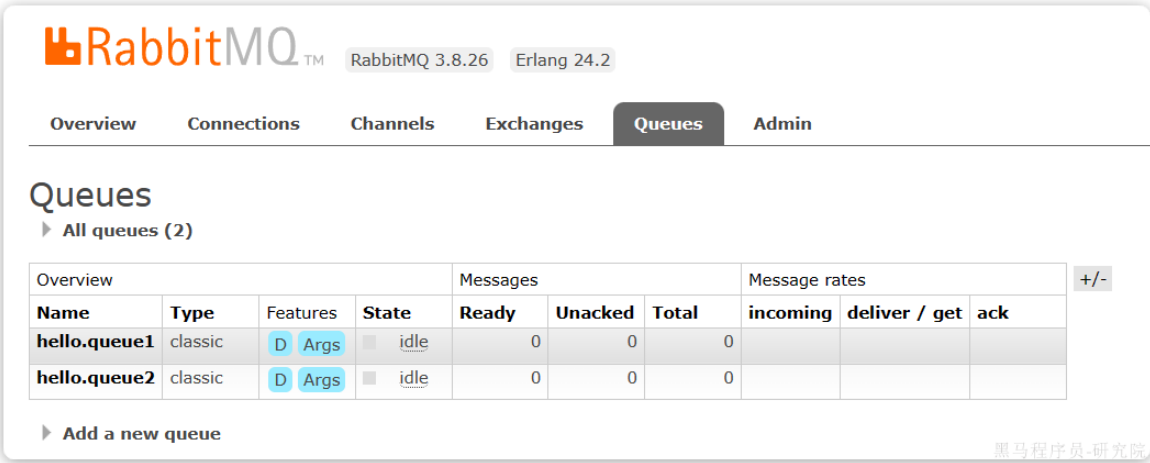 RabbitMQ TM RabbitMQ 3.8.26 Erlang 24.2
Overview Connections Channels Exchanges Queues Admin
Queues
All queues (2)
Overview Messages Message rates +/-
Name Type Features State Ready Unacked Total incoming deliver / get ack
hello.queue1 classic D Args idle 0 0 0
hello.queue2 classic D Args idle 0 0 0
Add a new queue
黑马程序员-研究院